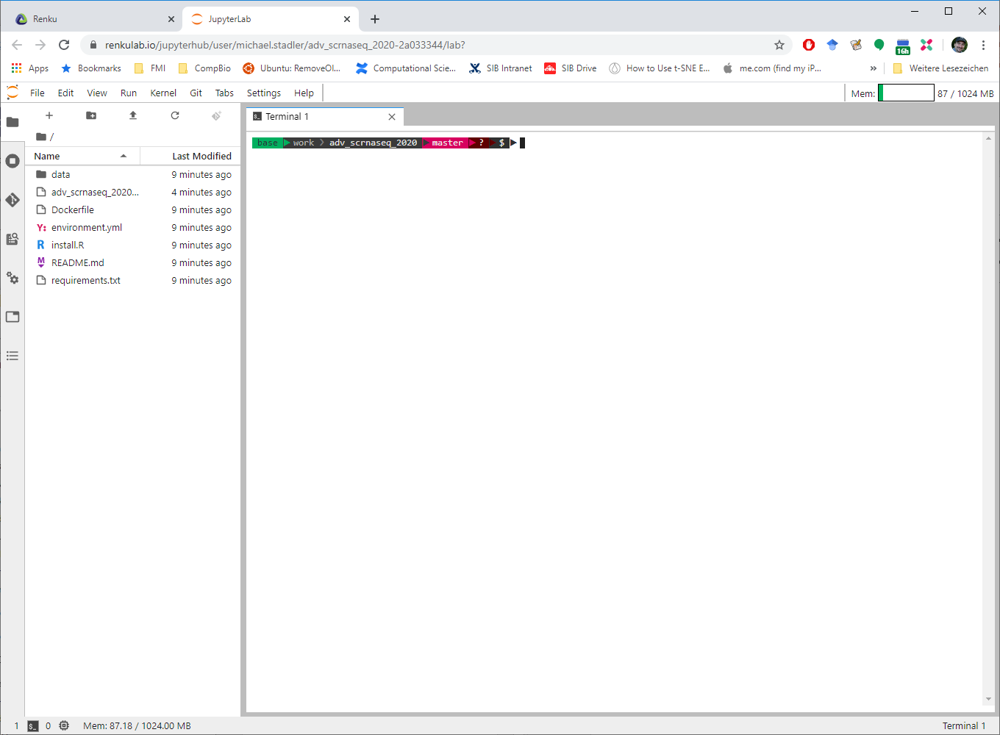 Renku
JupyterLab
renkulab.io/jupyterhub/user/michael.stadler/adv_scrnaseq_2020-2a033344/lab?
16h
Apps Bookmarks FMI CompBio Ubuntu: RemoveOl... Computational Scie... SIB Intranet SIB Drive How to Use t-SNE E... me.com (find my iP... » Weitere Lesezeichen
File Edit View Run Kernel Git Tabs Settings Help
Mem: 87 / 1024 MB
Terminal 1
/
Name Last Modified
data 9 minutes ago
adv_scrnaseq_2020... 4 minutes ago
Dockerfile 9 minutes ago
Y: environment.yml 9 minutes ago
R install.R 9 minutes ago
M README.md 9 minutes ago
requirements.txt 9 minutes ago
base work adv_scrnaseq_2020 master ? $
1 $_ 0 Mem: 87.18 / 1024.00 MB Terminal 1